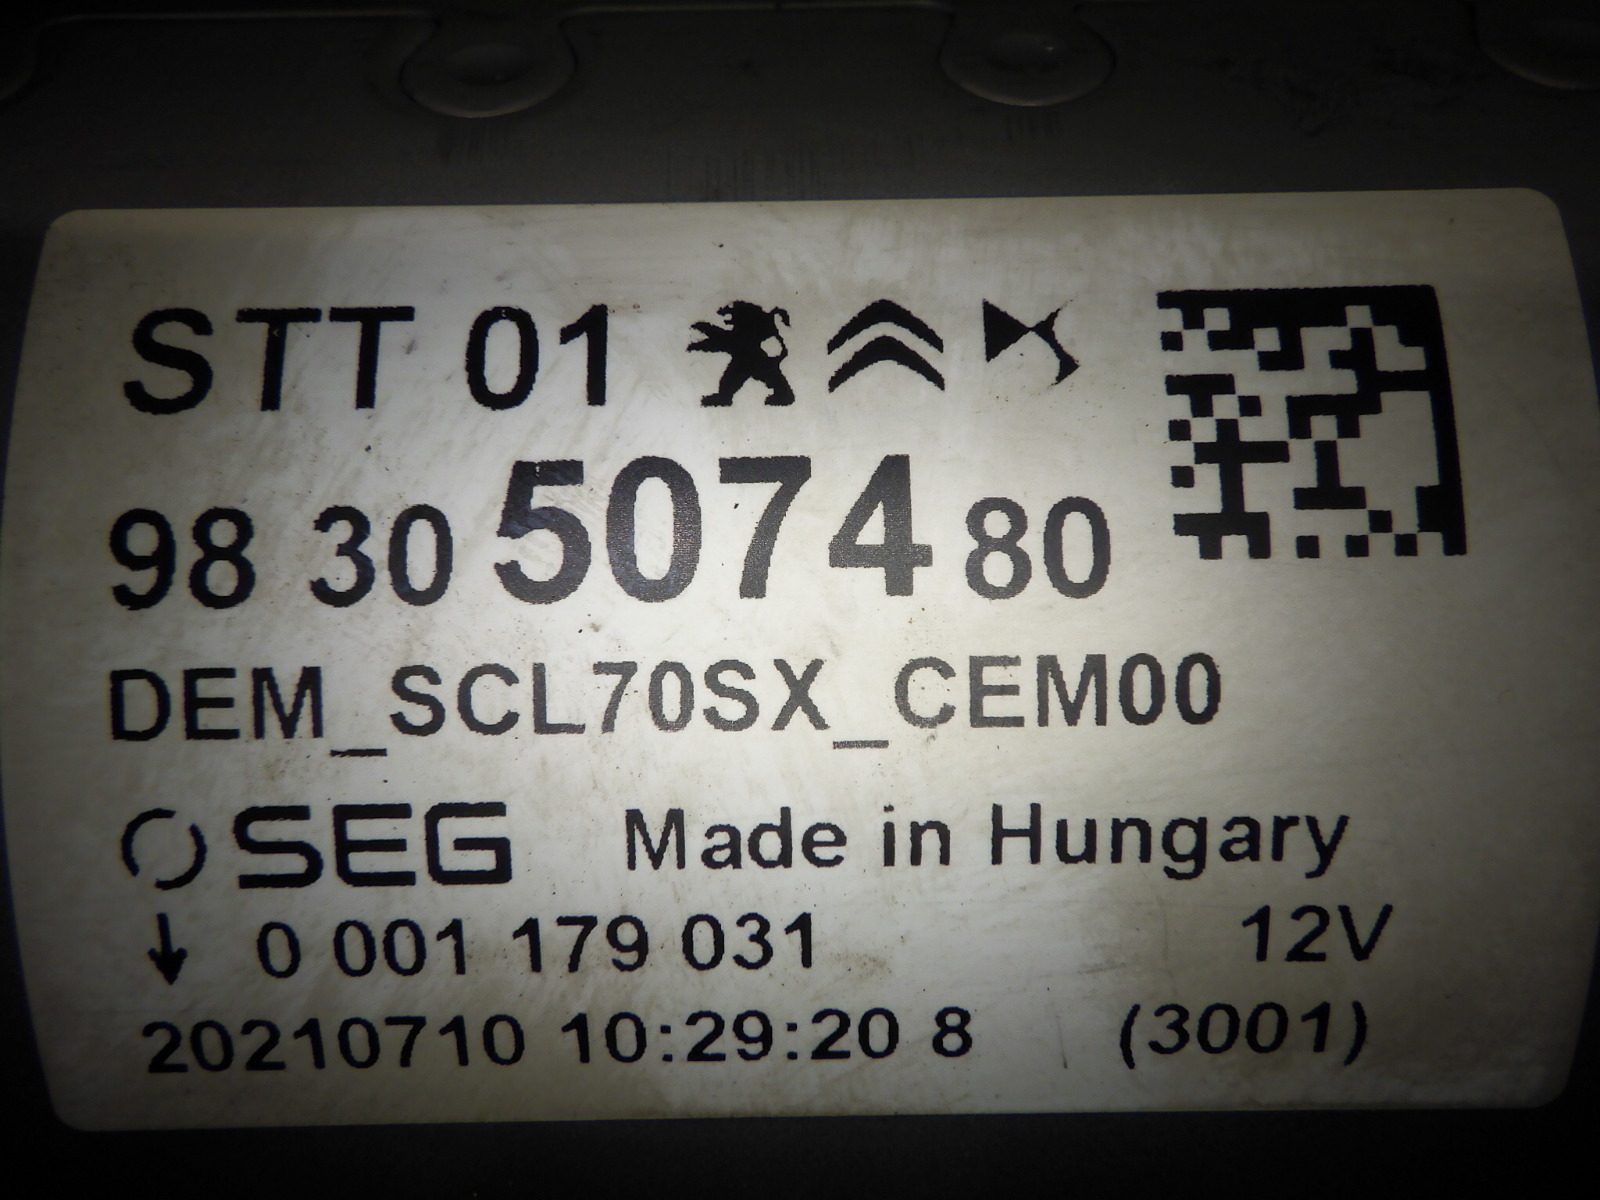 STT 01
98 30 5074 80
DEM_SCL70SX_CEM00
SEG Made in Hungary
↓ 0 001 179 031 12V
20210710 10:29:20 8 (3001)